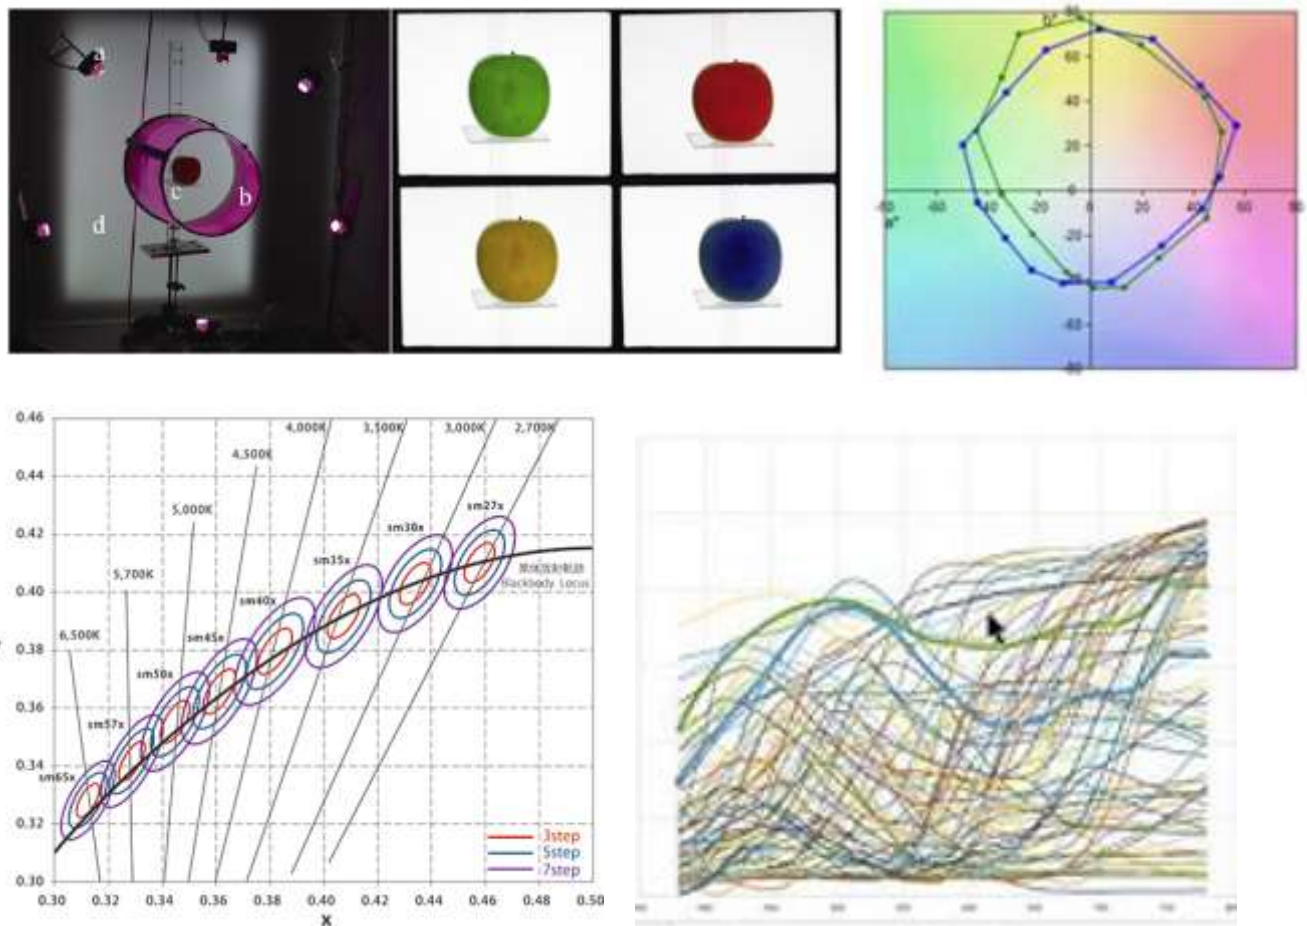 a
c
b
d
b*
80
60
40
20
0
-20
-60
-80
-60
-40
-20
0
20
40
60
80
a*
0.46
0.44
0.42
0.40
0.38
0.36
0.34
0.32
0.30
4,000K
3,500K
3,000K
2,700K
4,500K
5,000K
5,700K
6,500K
sm27x
sm30x
sm35x
sm40x
sm45x
sm50x
sm57x
sm65x
Blackbody Locus
3step
5step
7step
0.30
0.32
0.34
0.36
0.38
0.40
0.42
0.44
0.46
0.48
0.50
x